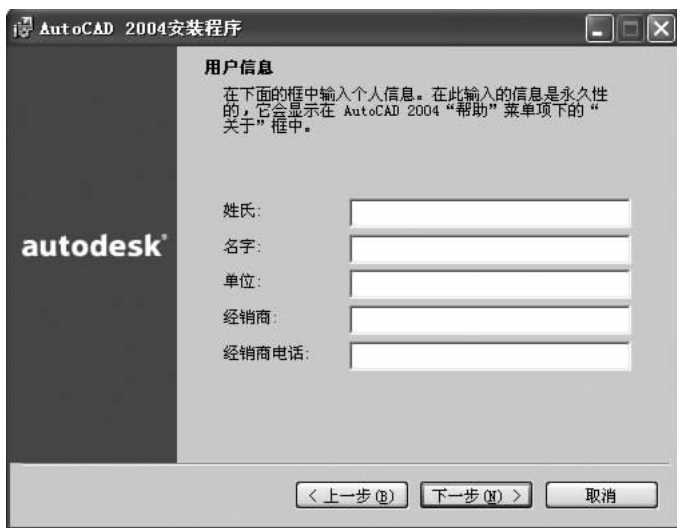 AutoCAD 2004安装程序
用户信息
在下面的框中输入个人信息。在此输入的信息是永久性
的，它会显示在 AutoCAD 2004 “帮助”菜单项下的 “
关于” 框中。
姓氏:
名字:
autodesk®
单位:
经销商:
经销商电话:
< 上一步(B)
下一步(N) >
取消